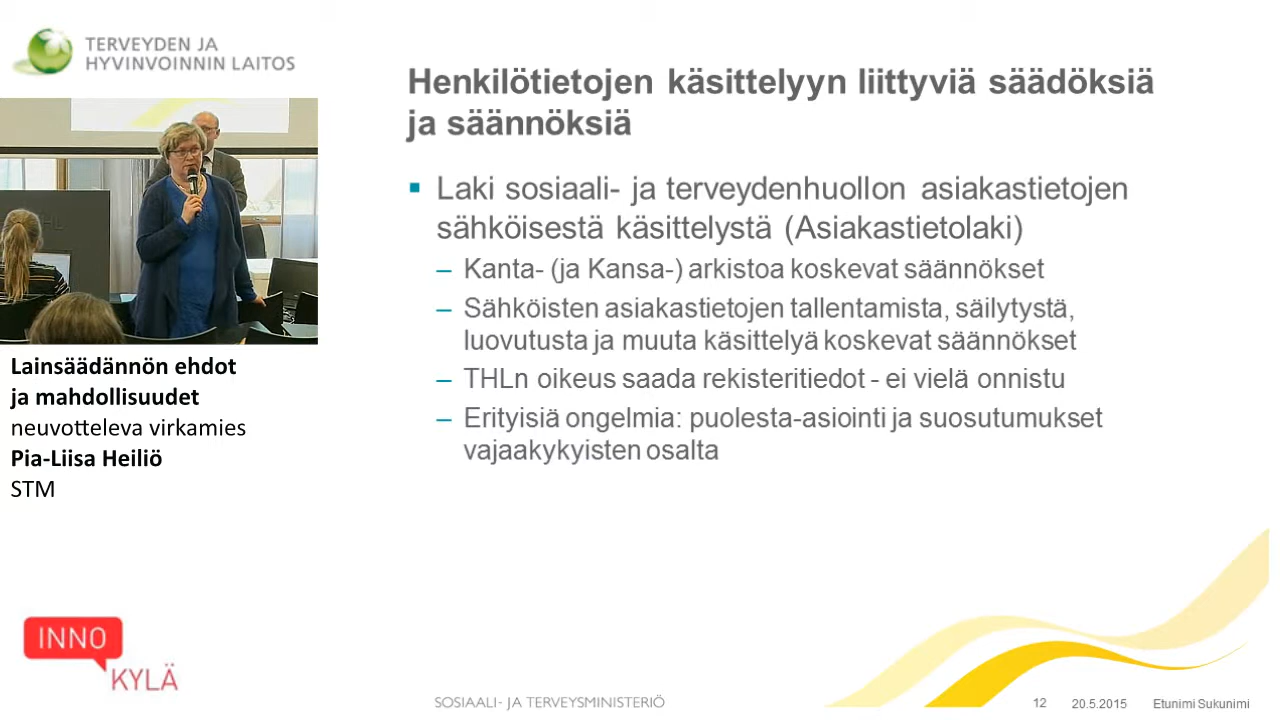 TERVEYDEN JA
HYVINVOINNIN LAITOS
Henkilötietojen käsittelyyn liittyviä säädöksiä
ja säännöksiä
Laki sosiaali- ja terveydenhuollon asiakastietojen
sähköisestä käsittelystä (Asiakastietolaki)
– Kanta- (ja Kansa-) arkistoa koskevat säännökset
– Sähköisten asiakastietojen tallentamista, säilytystä,
luovutusta ja muuta käsittelyä koskevat säännökset
– THLn oikeus saada rekisteritiedot - ei vielä onnistu
– Erityisiä ongelmia: puolesta-asiointi ja suosutumukset
vajaakykyisten osalta
Lainsäädännön ehdot
ja mahdollisuudet
neuvotteleva virkamies
Pia-Liisa Heiliö
STM
INNO
KYLÄ
SOSIAALI- JA TERVEYSMINISTERIÖ
12
20.5.2015
Etunimi Sukunimi